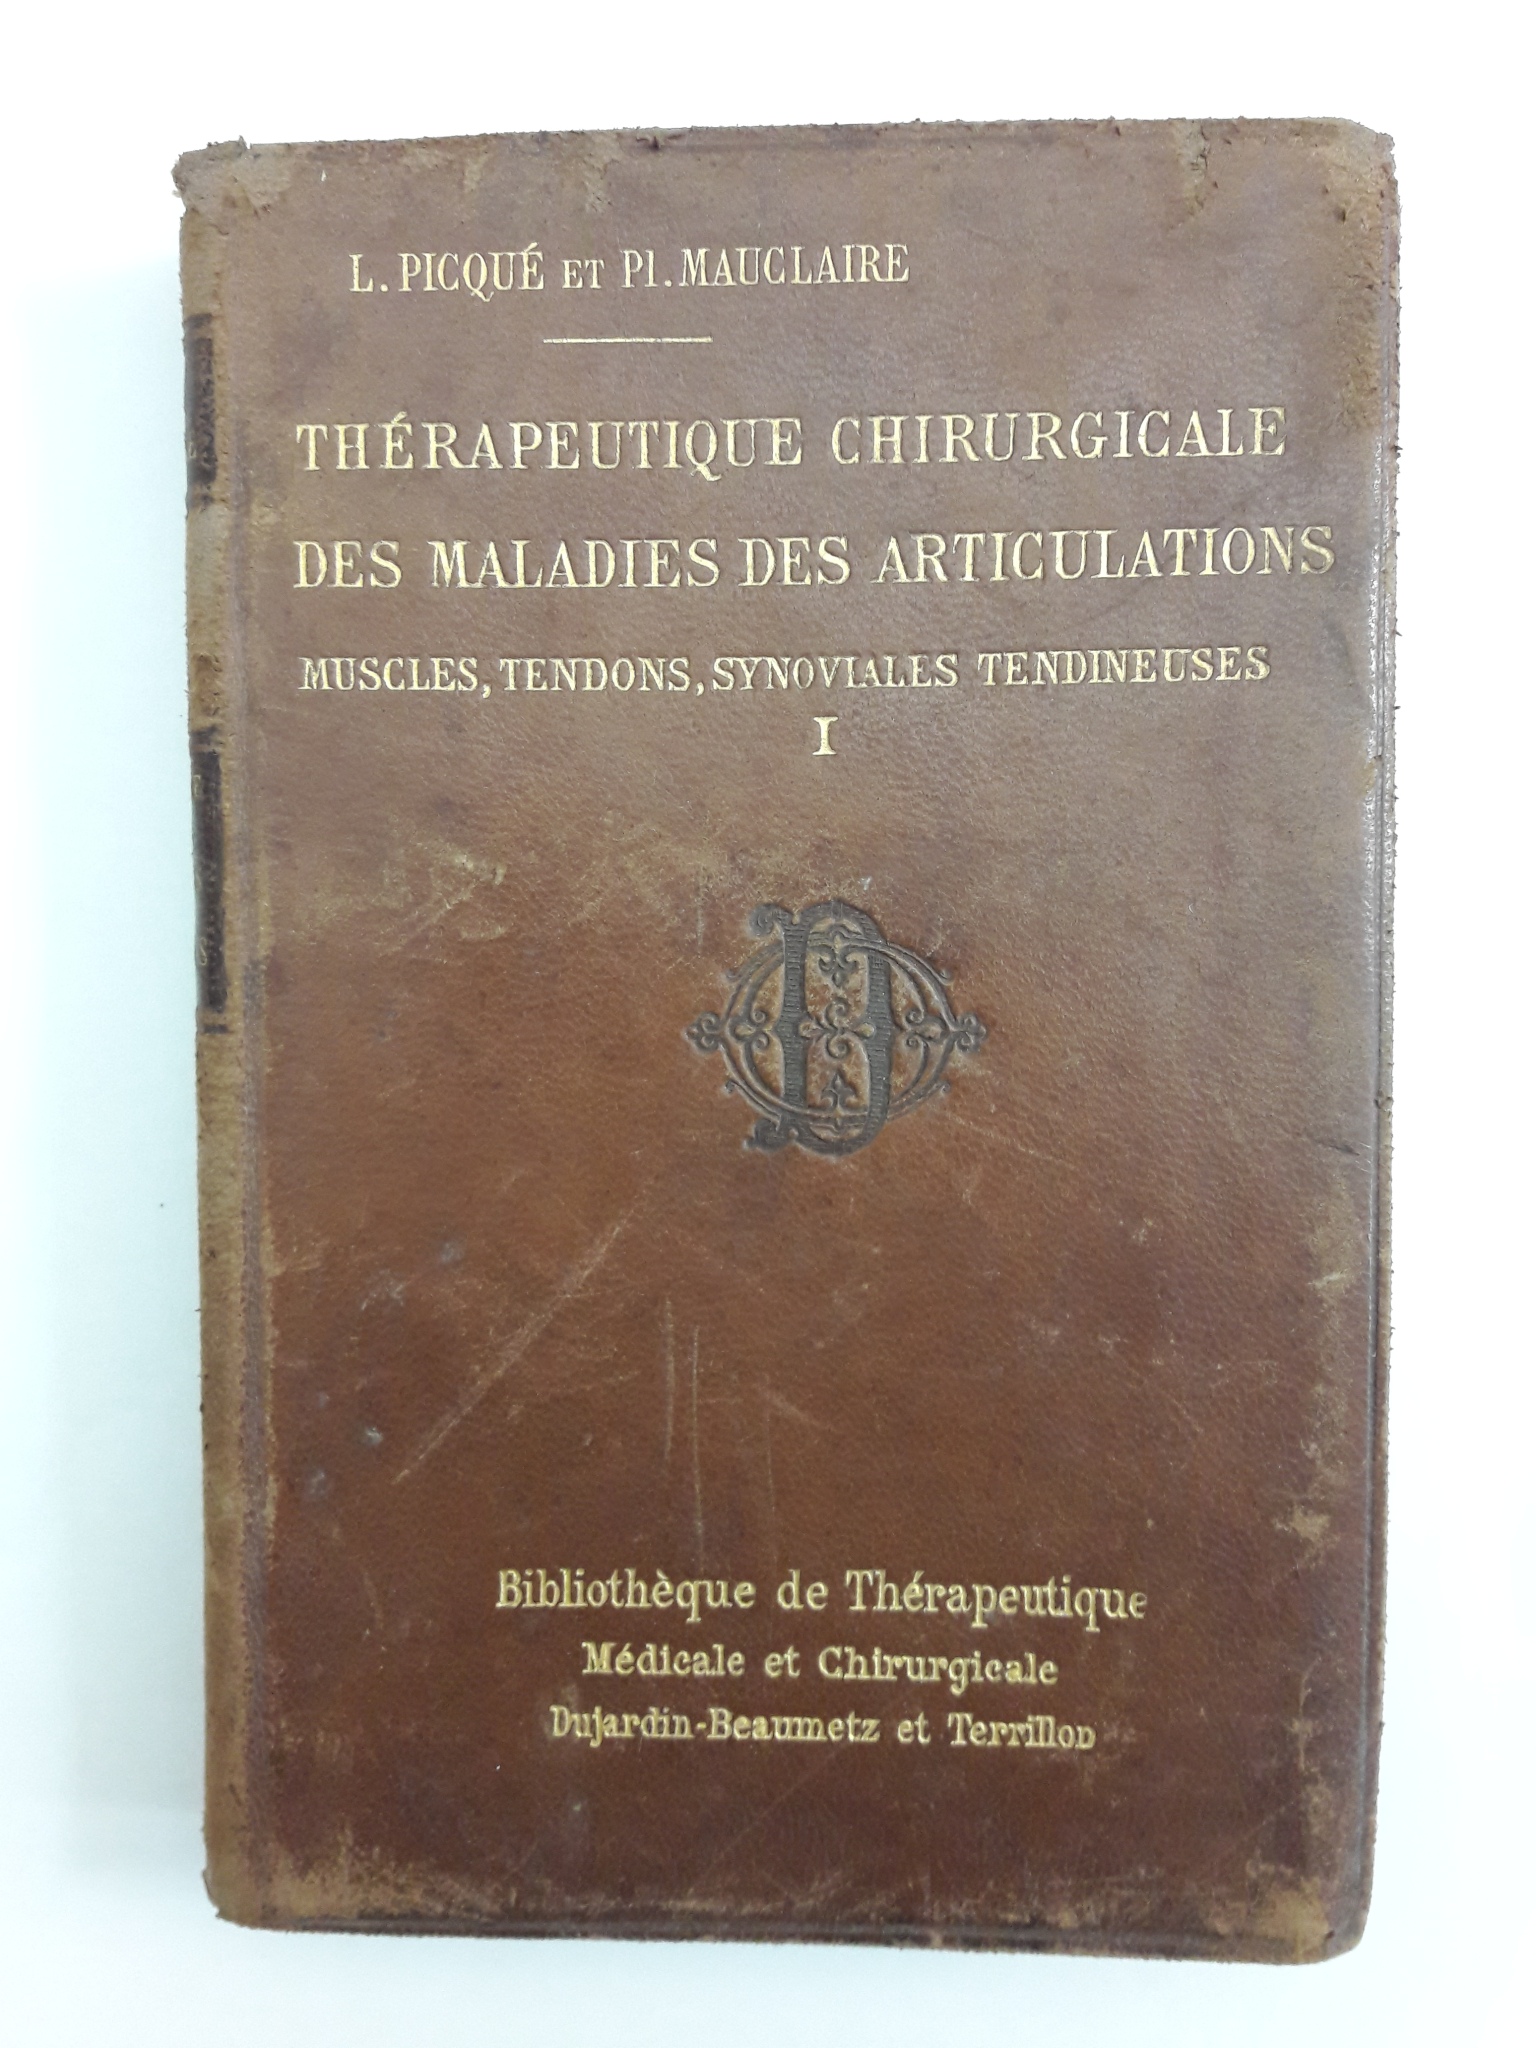 L. PICQUÉ ET Pl. MAUCLAIRE
THÉRAPEUTIQUE CHIRURGICALE
DES MALADIES DES ARTICULATIONS
MUSCLES, TENDONS, SYNOVIALES TENDINEUSES
I
Bibliothèque de Thérapeutique
Médicale et Chirurgicale
Dujardin-Beaumetz et Terrillon